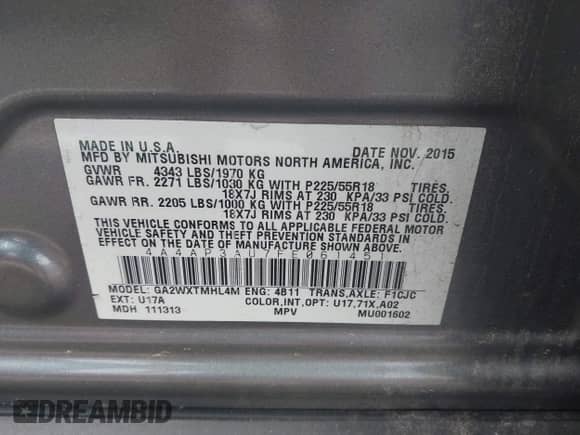 MADE IN U.S.A. DATE NOV. 2015
MFD BY MITSUBISHI MOTORS NORTH AMERICA, INC.
GVWR 4343 LBS/1970 KG
GAWR FR. 2271 LBS/1030 KG WITH P225/55R18 TIRES,
18X7J RIMS AT 230 KPA/33 PSI COLD.
GAWR RR. 2205 LBS/1000 KG WITH P225/55R18 TIRES,
18X7J RIMS AT 230 KPA/33 PSI COLD.
THIS VEHICLE CONFORMS TO ALL APPLICABLE FEDERAL MOTOR
VEHICLE SAFETY AND THEFT PREVENTION STANDARDS IN
EFFECT ON THE DATE OF MANUFACTURE SHOWN ABOVE.
4A4AP3AU7FE061451
MODEL: GA2WXTMHL4M ENG: 4B11 TRANS,AXLE: F1CJC
EXT: U17A COLOR,INT,OPT: U17,71X,A02
MDH 111313 MPV MU001602
DREAMBID